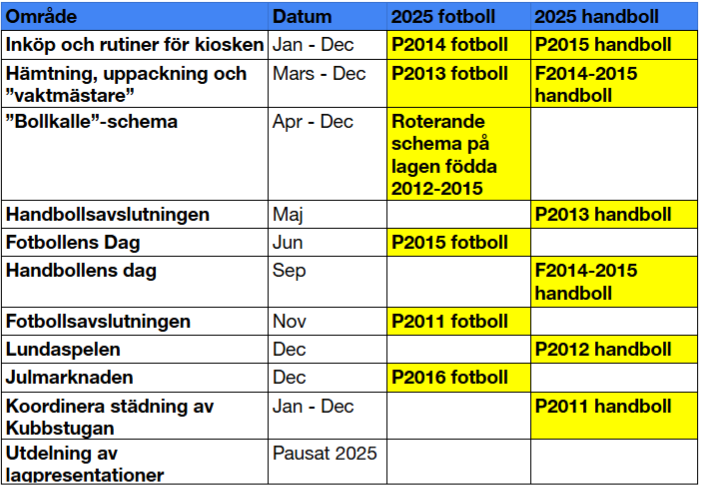 Område Datum 2025 fotboll 2025 handboll
Inköp och rutiner för kiosken Jan - Dec P2014 fotboll P2015 handboll
Hämtning, uppackning och Mars - Dec P2013 fotboll F2014-2015
”vaktmästare” handboll
”Bollkalle”-schema Apr - Dec Roterande
schema på
lagen födda
2012-2015
Handbollsavslutningen Maj P2013 handboll
Fotbollens Dag Jun P2015 fotboll
Handbollens dag Sep F2014-2015
handboll
Fotbollsavslutningen Nov P2011 fotboll
Lundaspelen Dec P2012 handboll
Julmarknaden Dec P2016 fotboll
Koordinera städning av Jan - Dec P2011 handboll
Kubbstugan
Utdelning av Pausat 2025
lagpresentationer